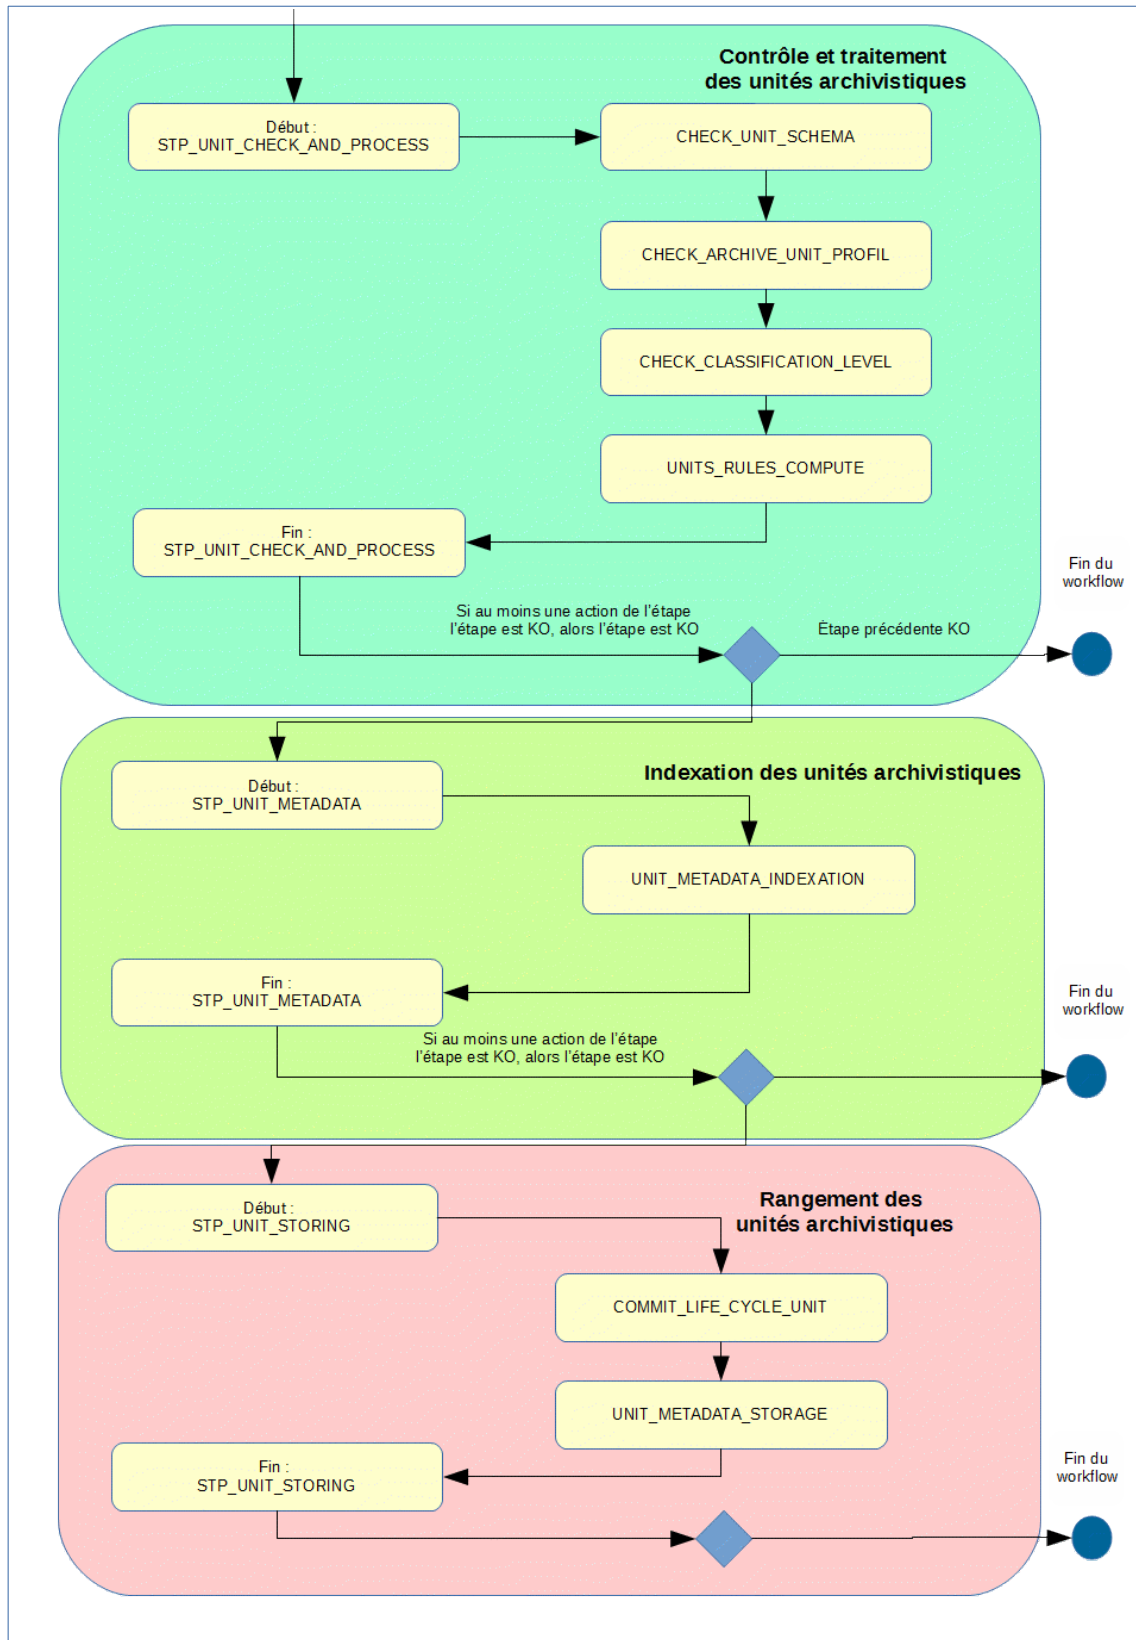 Contrôle et traitement
des unités archivistiques
Début :
STP_UNIT_CHECK_AND_PROCESS
CHECK_UNIT_SCHEMA
CHECK_ARCHIVE_UNIT_PROFIL
CHECK_CLASSIFICATION_LEVEL
UNITS_RULES_COMPUTE
Fin :
STP_UNIT_CHECK_AND_PROCESS
Si au moins une action de l'étape
l'étape est KO, alors l'étape est KO
Étape précédente KO
Fin du
workflow
Indexation des unités archivistiques
Début :
STP_UNIT_METADATA
UNIT_METADATA_INDEXATION
Fin :
STP_UNIT_METADATA
Si au moins une action de l'étape
l'étape est KO, alors l'étape est KO
Fin du
workflow
Rangement des
unités archivistiques
Début :
STP_UNIT_STORING
COMMIT_LIFE_CYCLE_UNIT
UNIT_METADATA_STORAGE
Fin :
STP_UNIT_STORING
Fin du
workflow